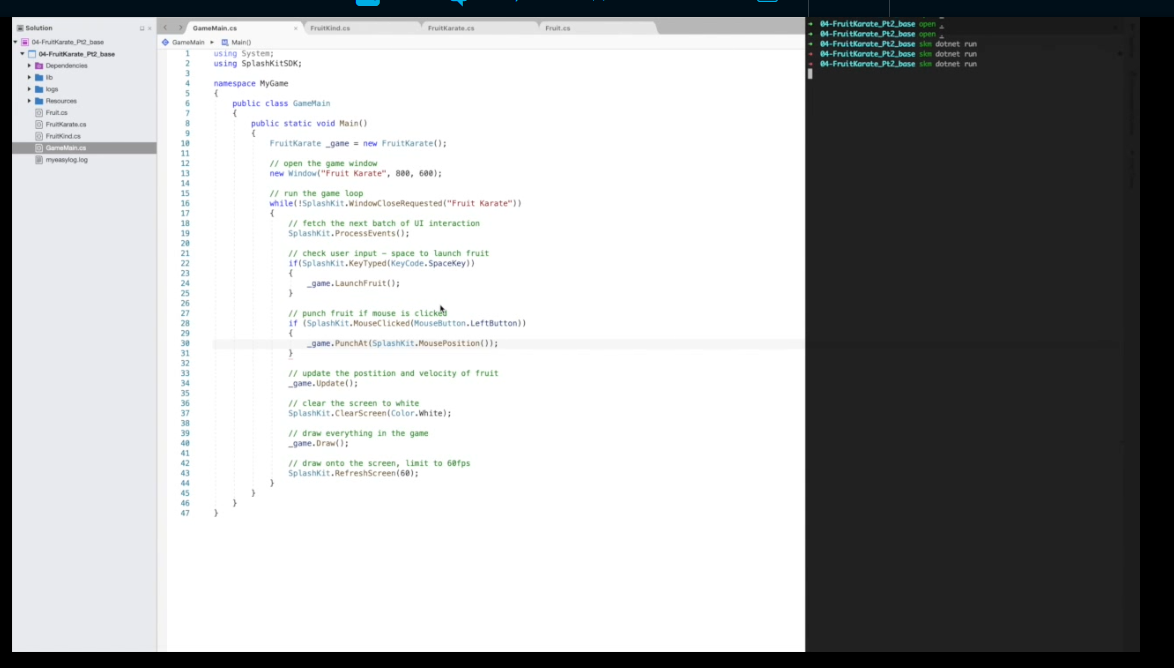 Solution
04-FruitKarate_Pt2_base
04-FruitKarate_Pt2_base
Dependencies
lib
logs
Resources
Fruit.cs
FruitKarate.cs
FruitKind.cs
GameMain.cs
myeasylog.log
GameMain.cs FruitKind.cs FruitKarate.cs Fruit.cs
GameMain Main()
1 using System;
2 using SplashKitSDK;
3
4 namespace MyGame
5 {
6 public class GameMain
7 {
8 public static void Main()
9 {
10 FruitKarate _game = new FruitKarate();
11
12 // open the game window
13 new Window("Fruit Karate", 800, 600);
14
15 // run the game loop
16 while(!SplashKit.WindowCloseRequested("Fruit Karate"))
17 {
18 // fetch the next batch of UI interaction
19 SplashKit.ProcessEvents();
20
21 // check user input - space to launch fruit
22 if(SplashKit.KeyTyped(KeyCode.SpaceKey))
23 {
24 _game.LaunchFruit();
25 }
26
27 // punch fruit if mouse is clicked
28 if (SplashKit.MouseClicked(MouseButton.LeftButton))
29 {
30 _game.PunchAt(SplashKit.MousePosition());
31 }
32
33 // update the postition and velocity of fruit
34 _game.Update();
35
36 // clear the screen to white
37 SplashKit.ClearScreen(Color.White);
38
39 // draw everything in the game
40 _game.Draw();
41
42 // draw onto the screen, limit to 60fps
43 SplashKit.RefreshScreen(60);
44 }
45 }
46 }
47 }
04-FruitKarate_Pt2_base open .
04-FruitKarate_Pt2_base open .
04-FruitKarate_Pt2_base skm dotnet run
04-FruitKarate_Pt2_base skm dotnet run
04-FruitKarate_Pt2_base skm dotnet run